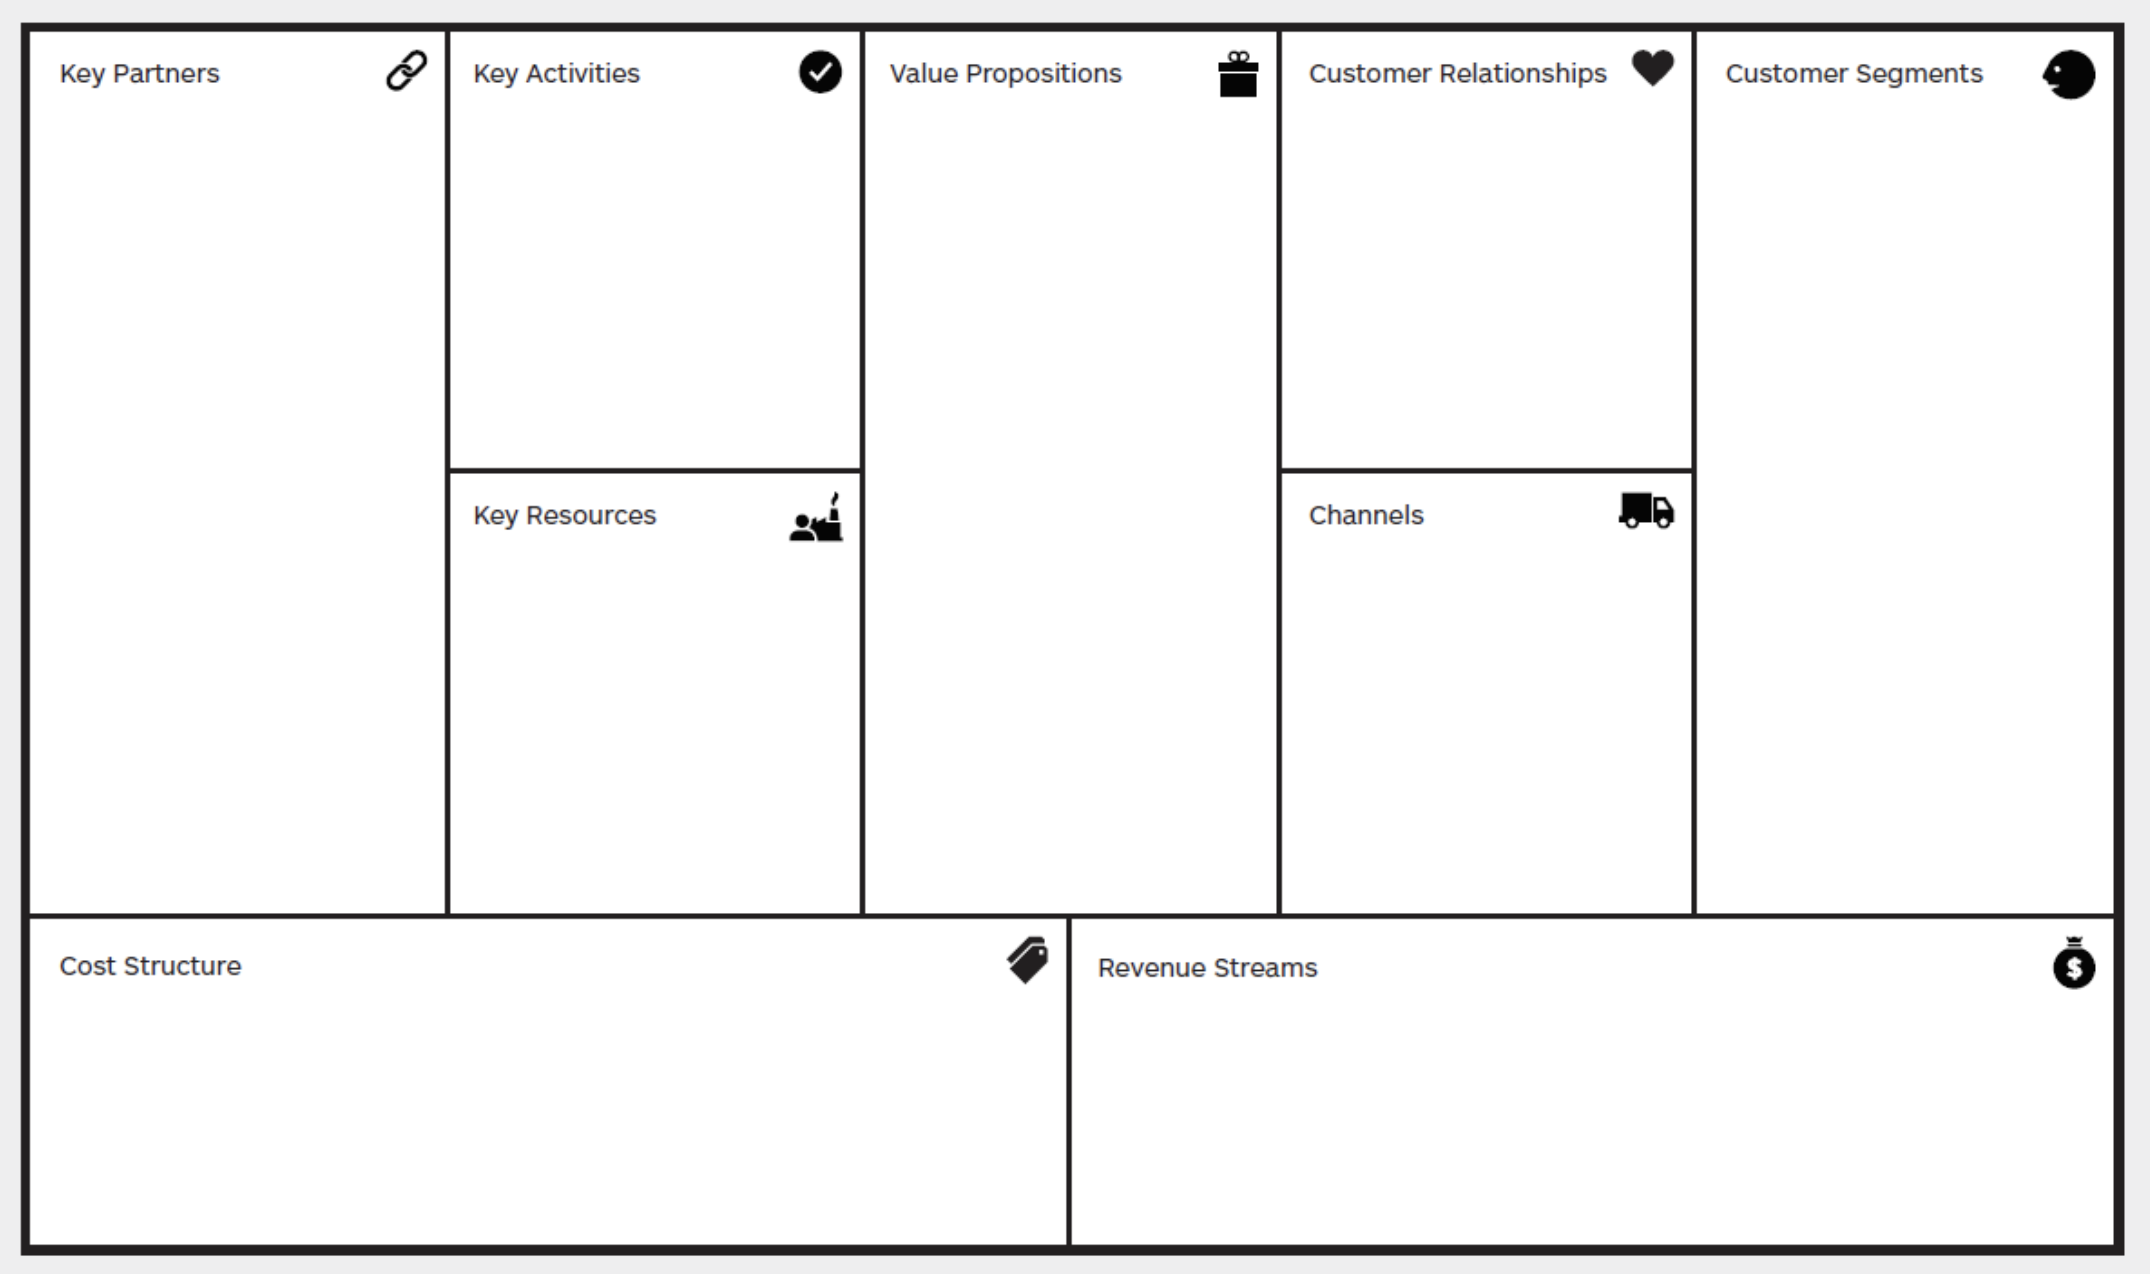 Key Partners
Key Activities
Value Propositions
Customer Relationships
Customer Segments
Key Resources
Channels
Cost Structure
Revenue Streams
$